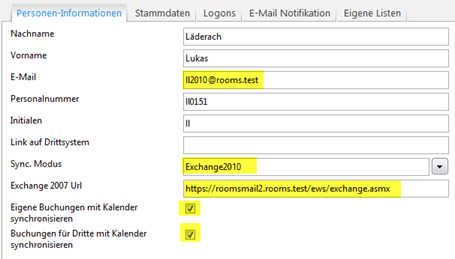 Personen-Informationen Stammdaten Logons E-Mail Notifikation Eigene Listen
Nachname Läderach
Vorname Lukas
E-Mail ll2010@rooms.test
Personalnummer ll0151
Initialen ll
Link auf Drittsystem
Sync. Modus Exchange2010
Exchange 2007 Url https://roomsmail2.rooms.test/ews/exchange.asmx
Eigene Buchungen mit Kalender
synchronisieren
Buchungen für Dritte mit Kalender
synchronisieren